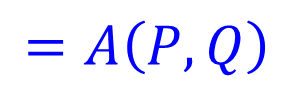 = A(P, Q)